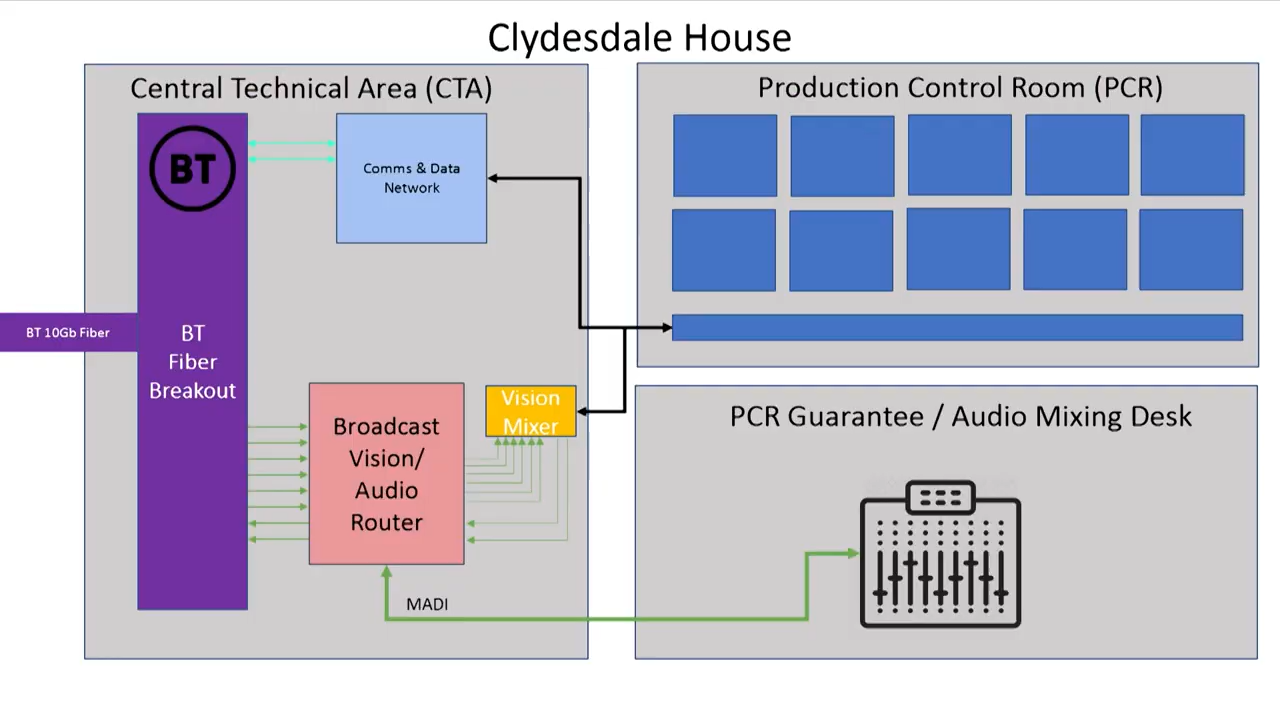 Clydesdale House
Central Technical Area (CTA)
BT
Comms & Data
Network
BT 10Gb Fiber
BT
Fiber
Breakout
Broadcast
Vision/
Audio
Router
Vision
Mixer
MADI
Production Control Room (PCR)
PCR Guarantee / Audio Mixing Desk